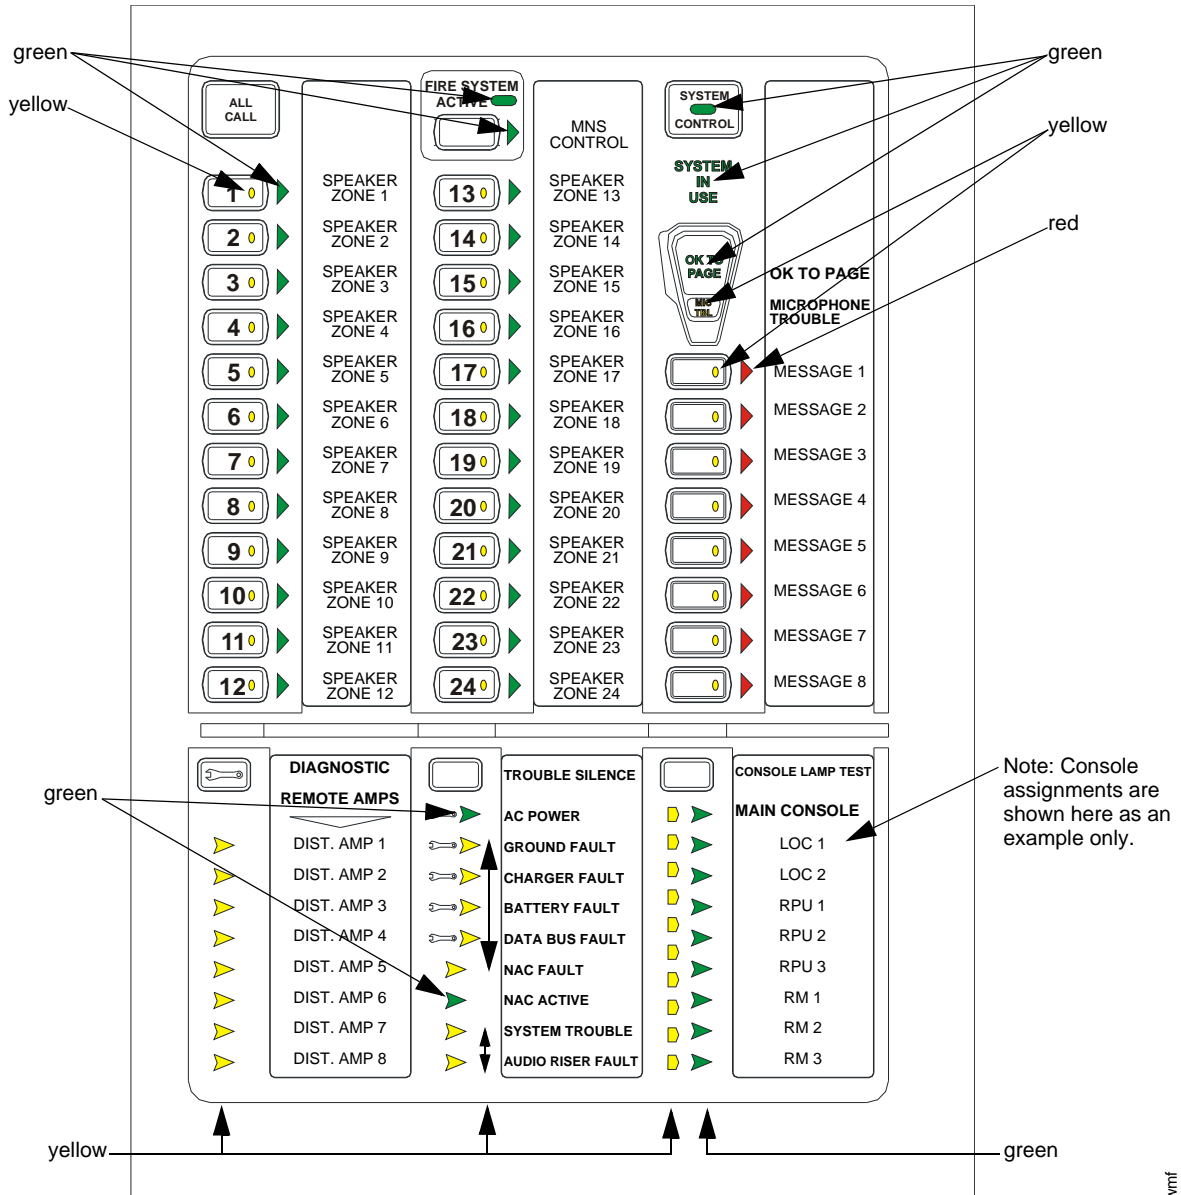 green
yellow
ALL
CALL
FIRE SYSTEM
ACTIVE
MNS
CONTROL
SYSTEM
CONTROL
green
yellow
red
SYSTEM
IN
USE
OK TO
PAGE
MIC
TBL
OK TO PAGE
MICROPHONE
TROUBLE
1
SPEAKER
ZONE 1
2
SPEAKER
ZONE 2
3
SPEAKER
ZONE 3
4
SPEAKER
ZONE 4
5
SPEAKER
ZONE 5
6
SPEAKER
ZONE 6
7
SPEAKER
ZONE 7
8
SPEAKER
ZONE 8
9
SPEAKER
ZONE 9
10
SPEAKER
ZONE 10
11
SPEAKER
ZONE 11
12
SPEAKER
ZONE 12
13
SPEAKER
ZONE 13
14
SPEAKER
ZONE 14
15
SPEAKER
ZONE 15
16
SPEAKER
ZONE 16
17
SPEAKER
ZONE 17
18
SPEAKER
ZONE 18
19
SPEAKER
ZONE 19
20
SPEAKER
ZONE 20
21
SPEAKER
ZONE 21
22
SPEAKER
ZONE 22
23
SPEAKER
ZONE 23
24
SPEAKER
ZONE 24
MESSAGE 1
MESSAGE 2
MESSAGE 3
MESSAGE 4
MESSAGE 5
MESSAGE 6
MESSAGE 7
MESSAGE 8
green
DIAGNOSTIC
REMOTE AMPS
DIST. AMP 1
DIST. AMP 2
DIST. AMP 3
DIST. AMP 4
DIST. AMP 5
DIST. AMP 6
DIST. AMP 7
DIST. AMP 8
TROUBLE SILENCE
AC POWER
GROUND FAULT
CHARGER FAULT
BATTERY FAULT
DATA BUS FAULT
NAC FAULT
NAC ACTIVE
SYSTEM TROUBLE
AUDIO RISER FAULT
CONSOLE LAMP TEST
MAIN CONSOLE
LOC 1
LOC 2
RPU 1
RPU 2
RPU 3
RM 1
RM 2
RM 3
Note: Console
assignments are
shown here as an
example only.
yellow
green